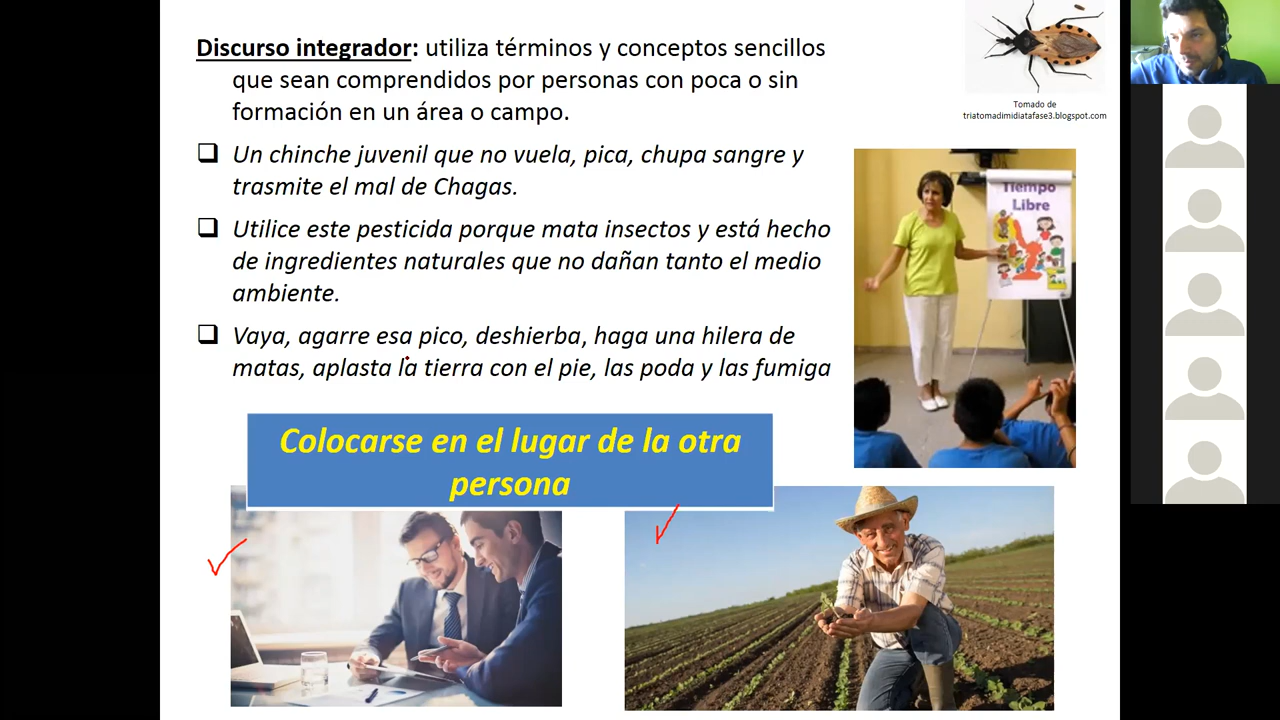 Discurso integrador: utiliza términos y conceptos sencillos
que sean comprendidos por personas con poca o sin
formación en un área o campo.
Un chinche juvenil que no vuela, pica, chupa sangre y
trasmite el mal de Chagas.
Utilice este pesticida porque mata insectos y está hecho
de ingredientes naturales que no dañan tanto el medio
ambiente.
Vaya, agarre esa pico, deshierba, haga una hilera de
matas, aplasta la tierra con el pie, las poda y las fumiga
Tomado de
triatomadimidiatafase3.blogspot.com
Tiempo
Libre
Colocarse en el lugar de la otra
persona